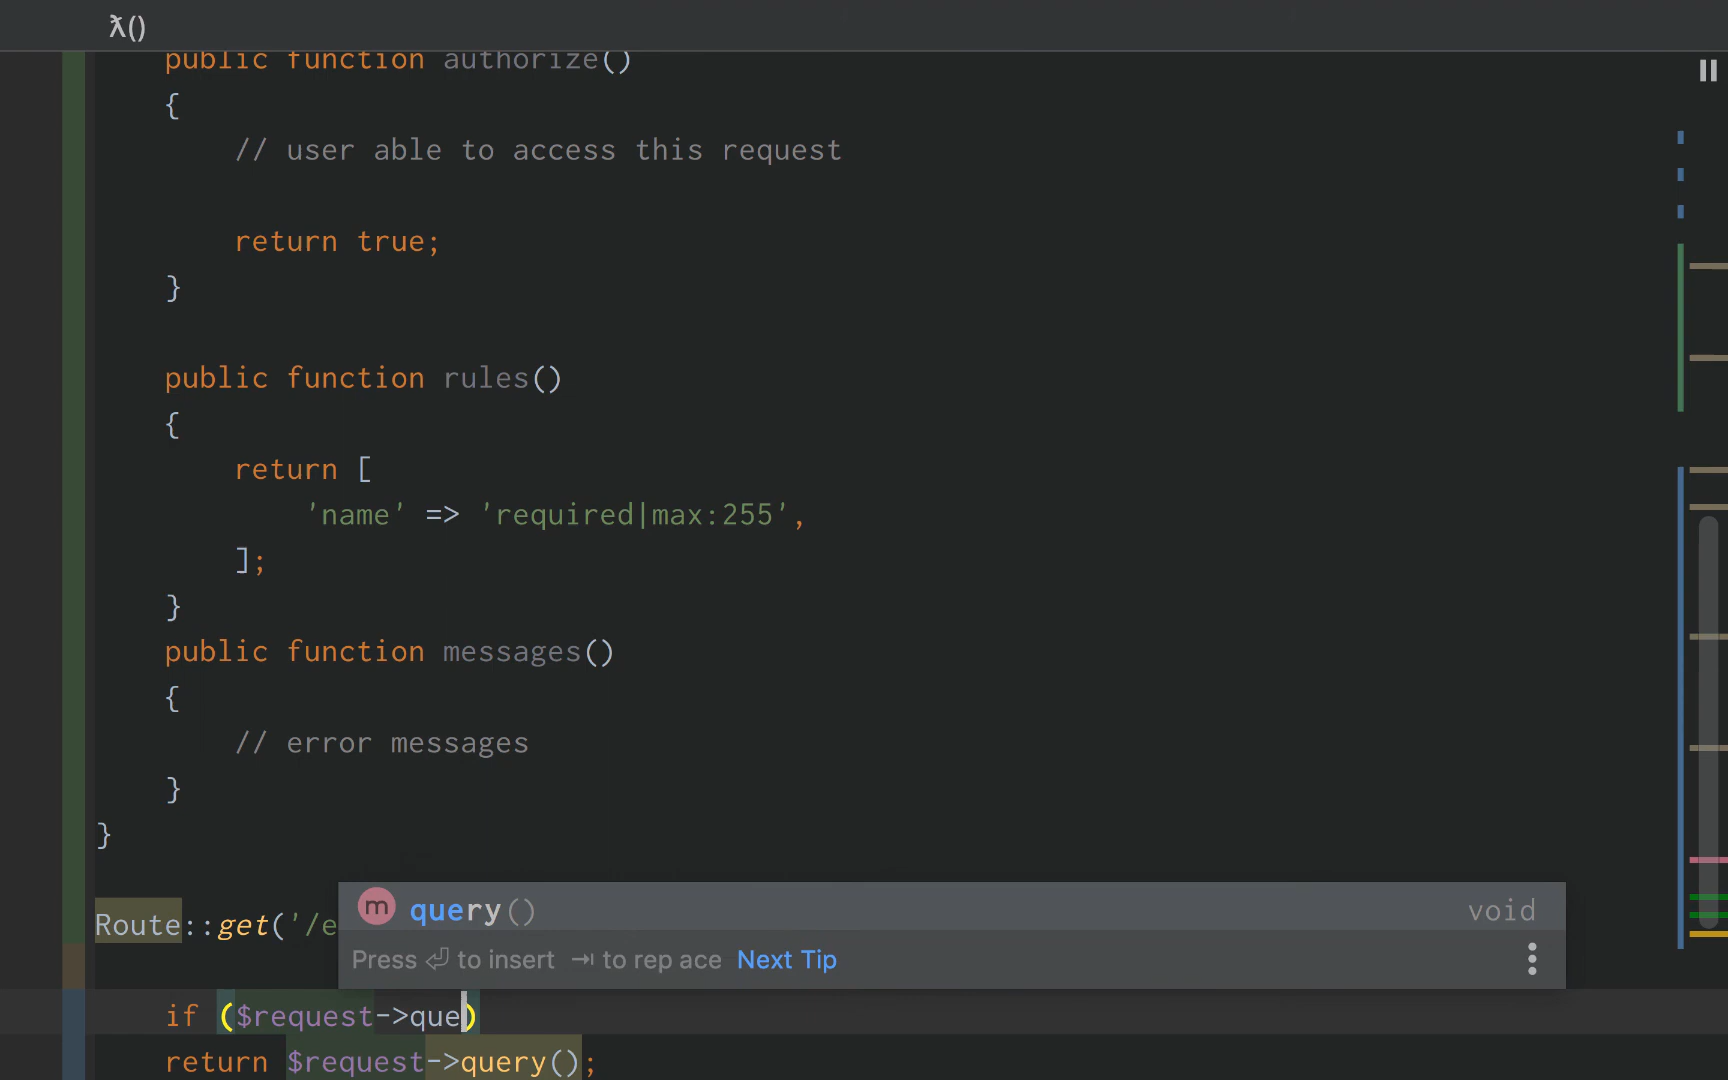 ƛ()
public function authorize()
{
// user able to access this request
return true;
}
public function rules()
{
return [
'name' => 'required|max:255',
];
}
public function messages()
{
// error messages
}
}
m query() void
Route::get('/e
Press ⏎ to insert ⇥ to rep ace Next Tip
if ($request->que)
return $request->query();